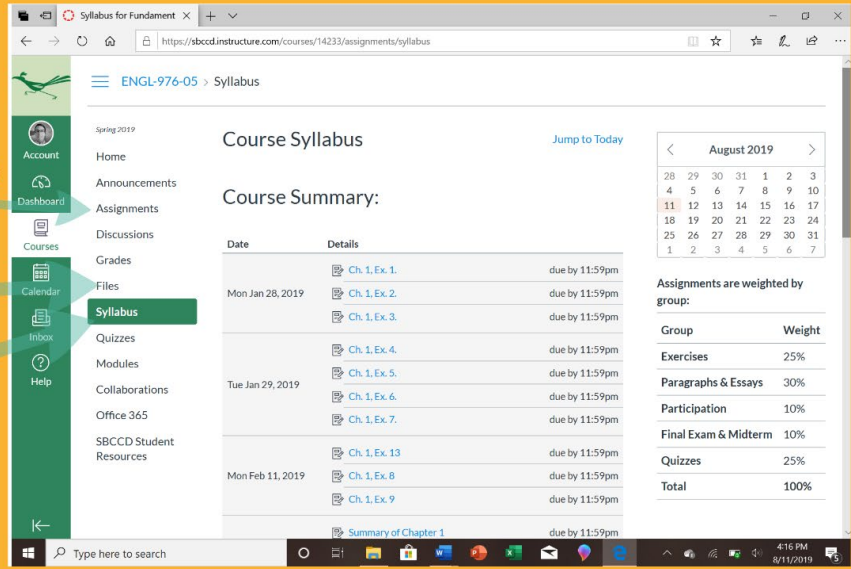 Syllabus for Fundament
https://sbccd.instructure.com/courses/14233/assignments/syllabus
ENGL-976-05 > Syllabus
Account
Dashboard
Courses
Calendar
Inbox
Help
Spring 2019
Home
Announcements
Assignments
Discussions
Grades
Files
Syllabus
Quizzes
Modules
Collaborations
Office 365
SBCCD Student
Resources
Course Syllabus
Jump to Today
Course Summary:
Date Details
Mon Jan 28, 2019
Ch. 1, Ex. 1. due by 11:59pm
Ch. 1, Ex. 2. due by 11:59pm
Ch. 1, Ex. 3. due by 11:59pm
Tue Jan 29, 2019
Ch. 1, Ex. 4. due by 11:59pm
Ch. 1, Ex. 5. due by 11:59pm
Ch. 1, Ex. 6. due by 11:59pm
Ch. 1, Ex. 7. due by 11:59pm
Mon Feb 11, 2019
Ch. 1, Ex. 13 due by 11:59pm
Ch. 1, Ex. 8 due by 11:59pm
Ch. 1, Ex. 9 due by 11:59pm
Summary of Chapter 1 due by 11:59pm
August 2019
28 29 30 31 1 2 3
4 5 6 7 8 9 10
11 12 13 14 15 16 17
18 19 20 21 22 23 24
25 26 27 28 29 30 31
1 2 3 4 5 6 7
Assignments are weighted by
group:
Group Weight
Exercises 25%
Paragraphs & Essays 30%
Participation 10%
Final Exam & Midterm 10%
Quizzes 25%
Total 100%
Type here to search
4:16 PM
8/11/2019